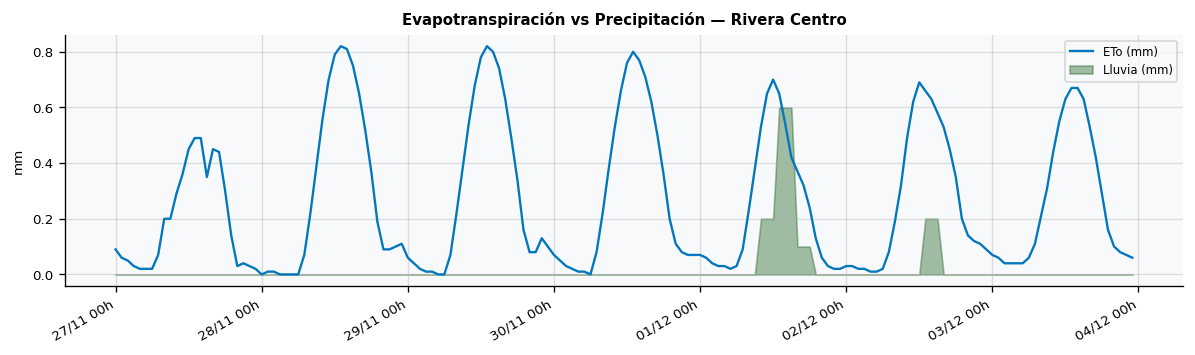 Evapotranspiración vs Precipitación — Rivera Centro
ETo (mm)
Lluvia (mm)
mm
0.8
0.6
0.4
0.2
0.0
27/11 00h
28/11 00h
29/11 00h
30/11 00h
01/12 00h
02/12 00h
03/12 00h
04/12 00h